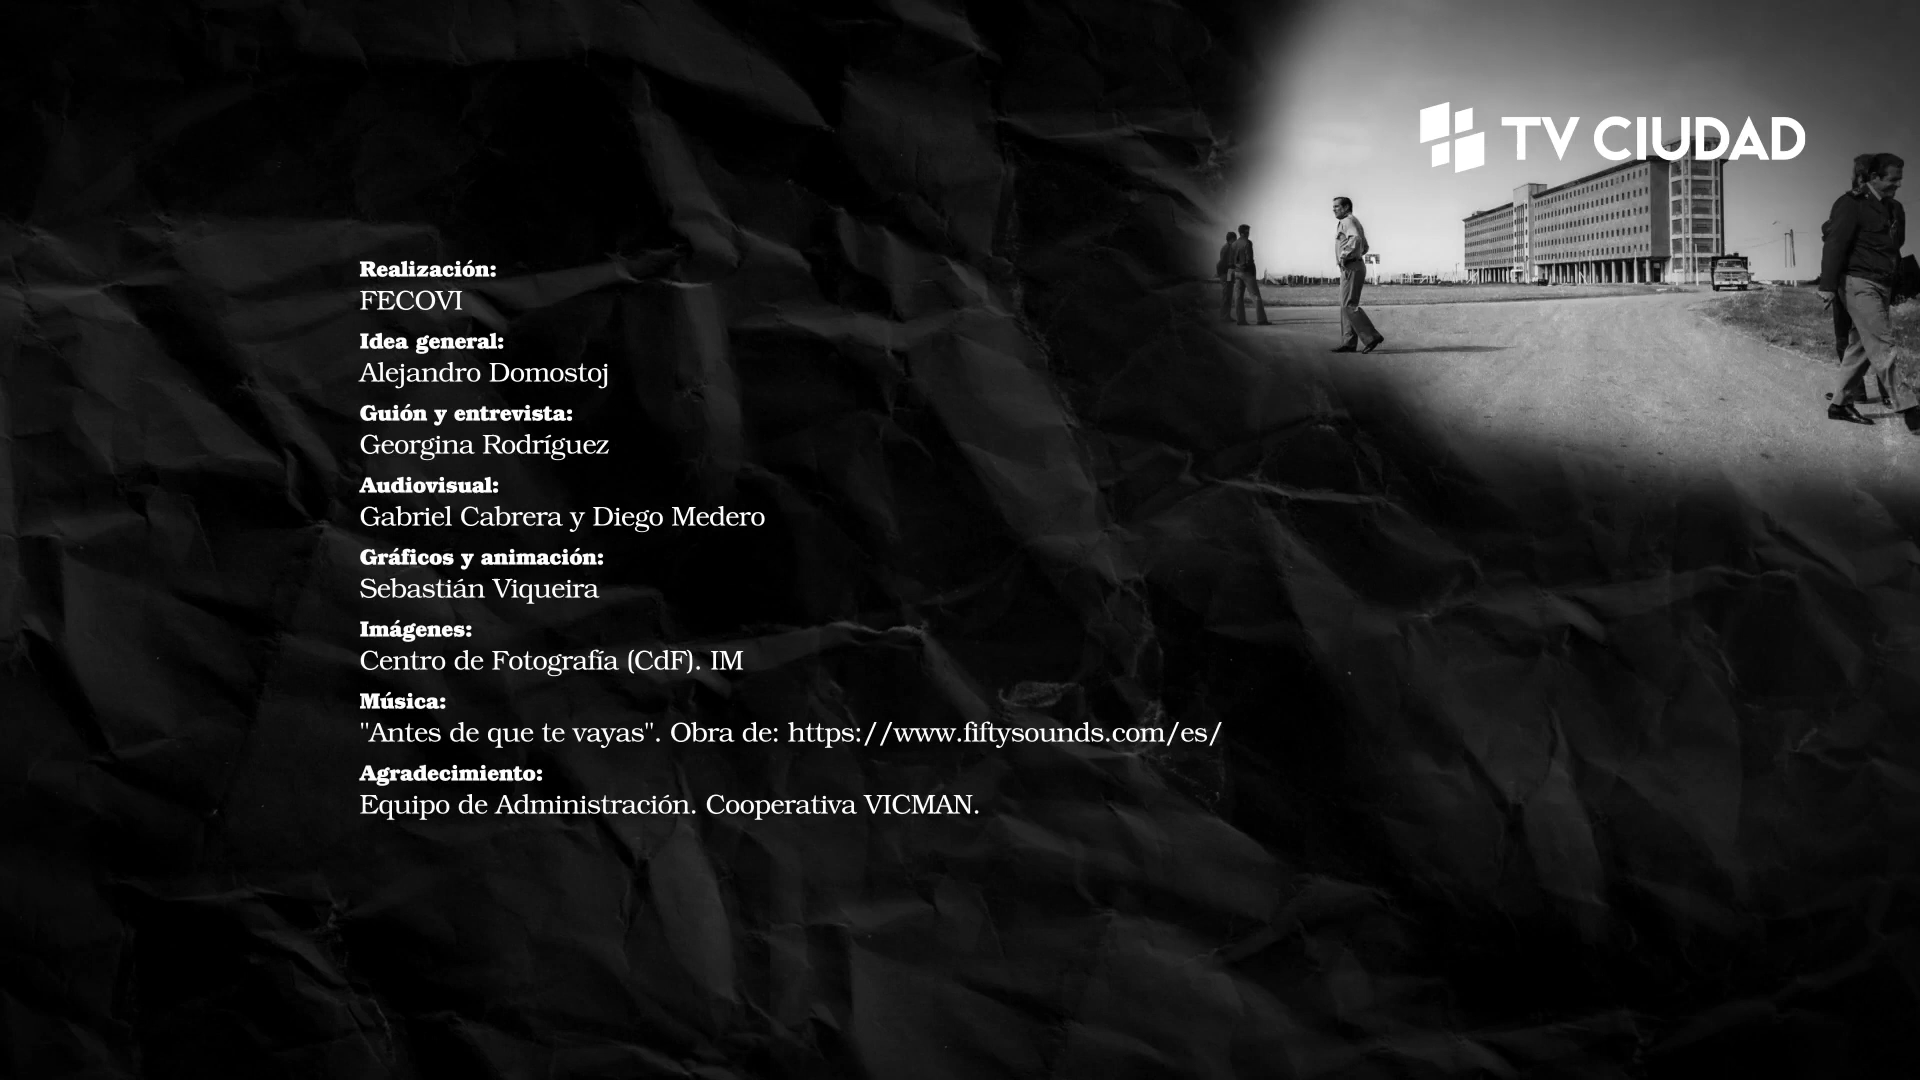 TV CIUDAD
Realización:
FECOVI
Idea general:
Alejandro Domostoj
Guión y entrevista:
Georgina Rodríguez
Audiovisual:
Gabriel Cabrera y Diego Medero
Gráficos y animación:
Sebastián Viqueira
Imágenes:
Centro de Fotografía (CdF). IM
Música:
"Antes de que te vayas". Obra de: https://www.fiftysounds.com/es/
Agradecimiento:
Equipo de Administración. Cooperativa VICMAN.